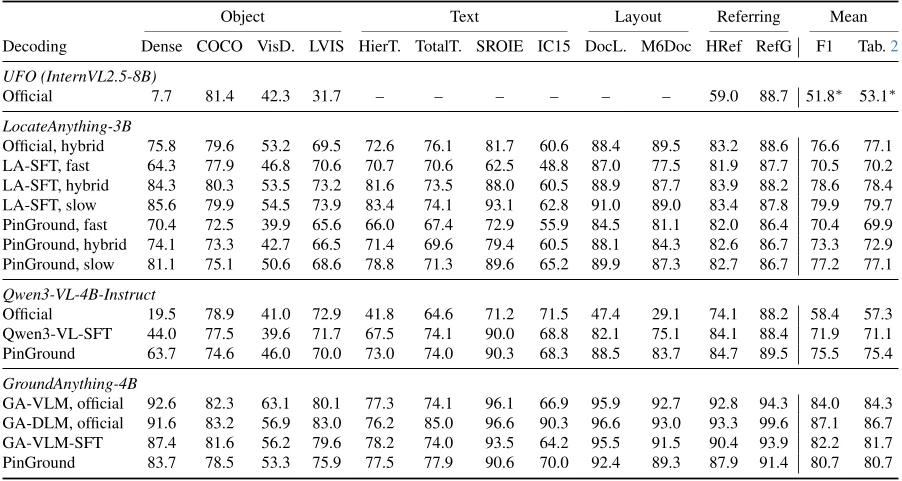 Object Text Layout Referring Mean
Decoding Dense COCO VisD. LVIS HierT. TotalT. SROIE IC15 DocL. M6Doc HRef RefG F1 Tab. 2
UFO (InternVL2.5-8B)
Official 7.7 81.4 42.3 31.7 – – – – – – 59.0 88.7 51.8* 53.1*
LocateAnything-3B
Official, hybrid 75.8 79.6 53.2 69.5 72.6 76.1 81.7 60.6 88.4 89.5 83.2 88.6 76.6 77.1
LA-SFT, fast 64.3 77.9 46.8 70.6 70.7 70.6 62.5 48.8 87.0 77.5 81.9 87.7 70.5 70.2
LA-SFT, hybrid 84.3 80.3 53.5 73.2 81.6 73.5 88.0 60.5 88.9 87.7 83.9 88.2 78.6 78.4
LA-SFT, slow 85.6 79.9 54.5 73.9 83.4 74.1 93.1 62.8 91.0 89.0 83.4 87.8 79.9 79.7
PinGround, fast 70.4 72.5 39.9 65.6 66.0 67.4 72.9 55.9 84.5 81.1 82.0 86.4 70.4 69.9
PinGround, hybrid 74.1 73.3 42.7 66.5 71.4 69.6 79.4 60.5 88.1 84.3 82.6 86.7 73.3 72.9
PinGround, slow 81.1 75.1 50.6 68.6 78.8 71.3 89.6 65.2 89.9 87.3 82.7 86.7 77.2 77.1
Qwen3-VL-4B-Instruct
Official 19.5 78.9 41.0 72.9 41.8 64.6 71.2 71.5 47.4 29.1 74.1 88.2 58.4 57.3
Qwen3-VL-SFT 44.0 77.5 39.6 71.7 67.5 74.1 90.0 68.8 82.1 75.1 84.1 88.4 71.9 71.1
PinGround 63.7 74.6 46.0 70.0 73.0 74.0 90.3 68.3 88.5 83.7 84.7 89.5 75.5 75.4
GroundAnything-4B
GA-VLM, official 92.6 82.3 63.1 80.1 77.3 74.1 96.1 66.9 95.9 92.7 92.8 94.3 84.0 84.3
GA-DLM, official 91.6 83.2 56.9 83.0 76.2 85.0 96.6 90.3 96.6 93.0 93.3 99.6 87.1 86.7
GA-VLM-SFT 87.4 81.6 56.2 79.6 78.2 74.0 93.5 64.2 95.5 91.5 90.4 93.9 82.2 81.7
PinGround 83.7 78.5 53.3 75.9 77.5 77.9 90.6 70.0 92.4 89.3 87.9 91.4 80.7 80.7